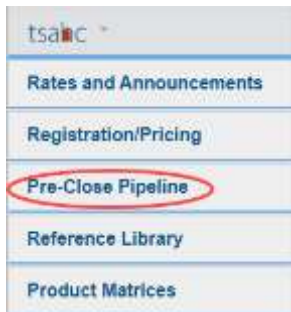 Rates and Announcements
Registration/Pricing
Pre-Close Pipeline
Reference Library
Product Matrices